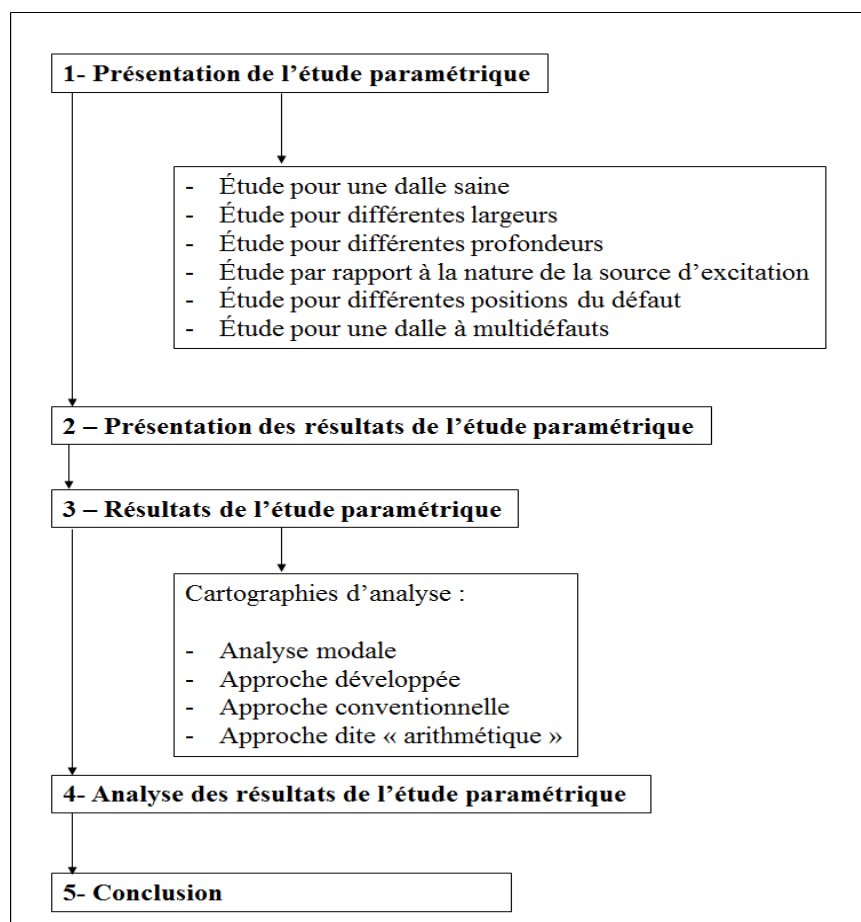 1- Présentation de l’étude paramétrique
- Étude pour une dalle saine
- Étude pour différentes largeurs
- Étude pour différentes profondeurs
- Étude par rapport à la nature de la source d’excitation
- Étude pour différentes positions du défaut
- Étude pour une dalle à multidéfauts
2 – Présentation des résultats de l’étude paramétrique
3 – Résultats de l’étude paramétrique
Cartographies d’analyse :
- Analyse modale
- Approche développée
- Approche conventionnelle
- Approche dite « arithmétique »
4- Analyse des résultats de l’étude paramétrique
5- Conclusion